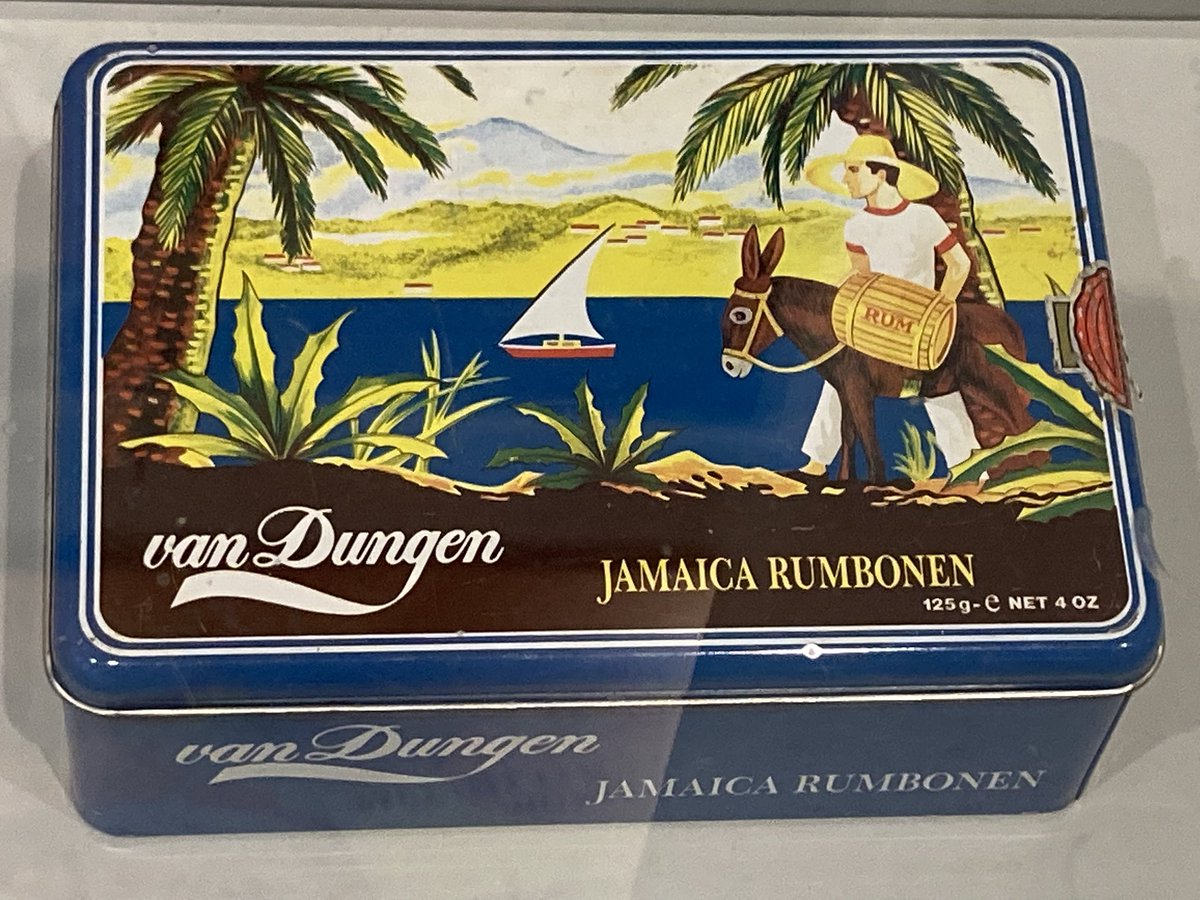 RUM
van Dungen
JAMAICA RUMBONEN
125g-℮ NET 4 OZ
van Dungen
JAMAICA RUMBONEN